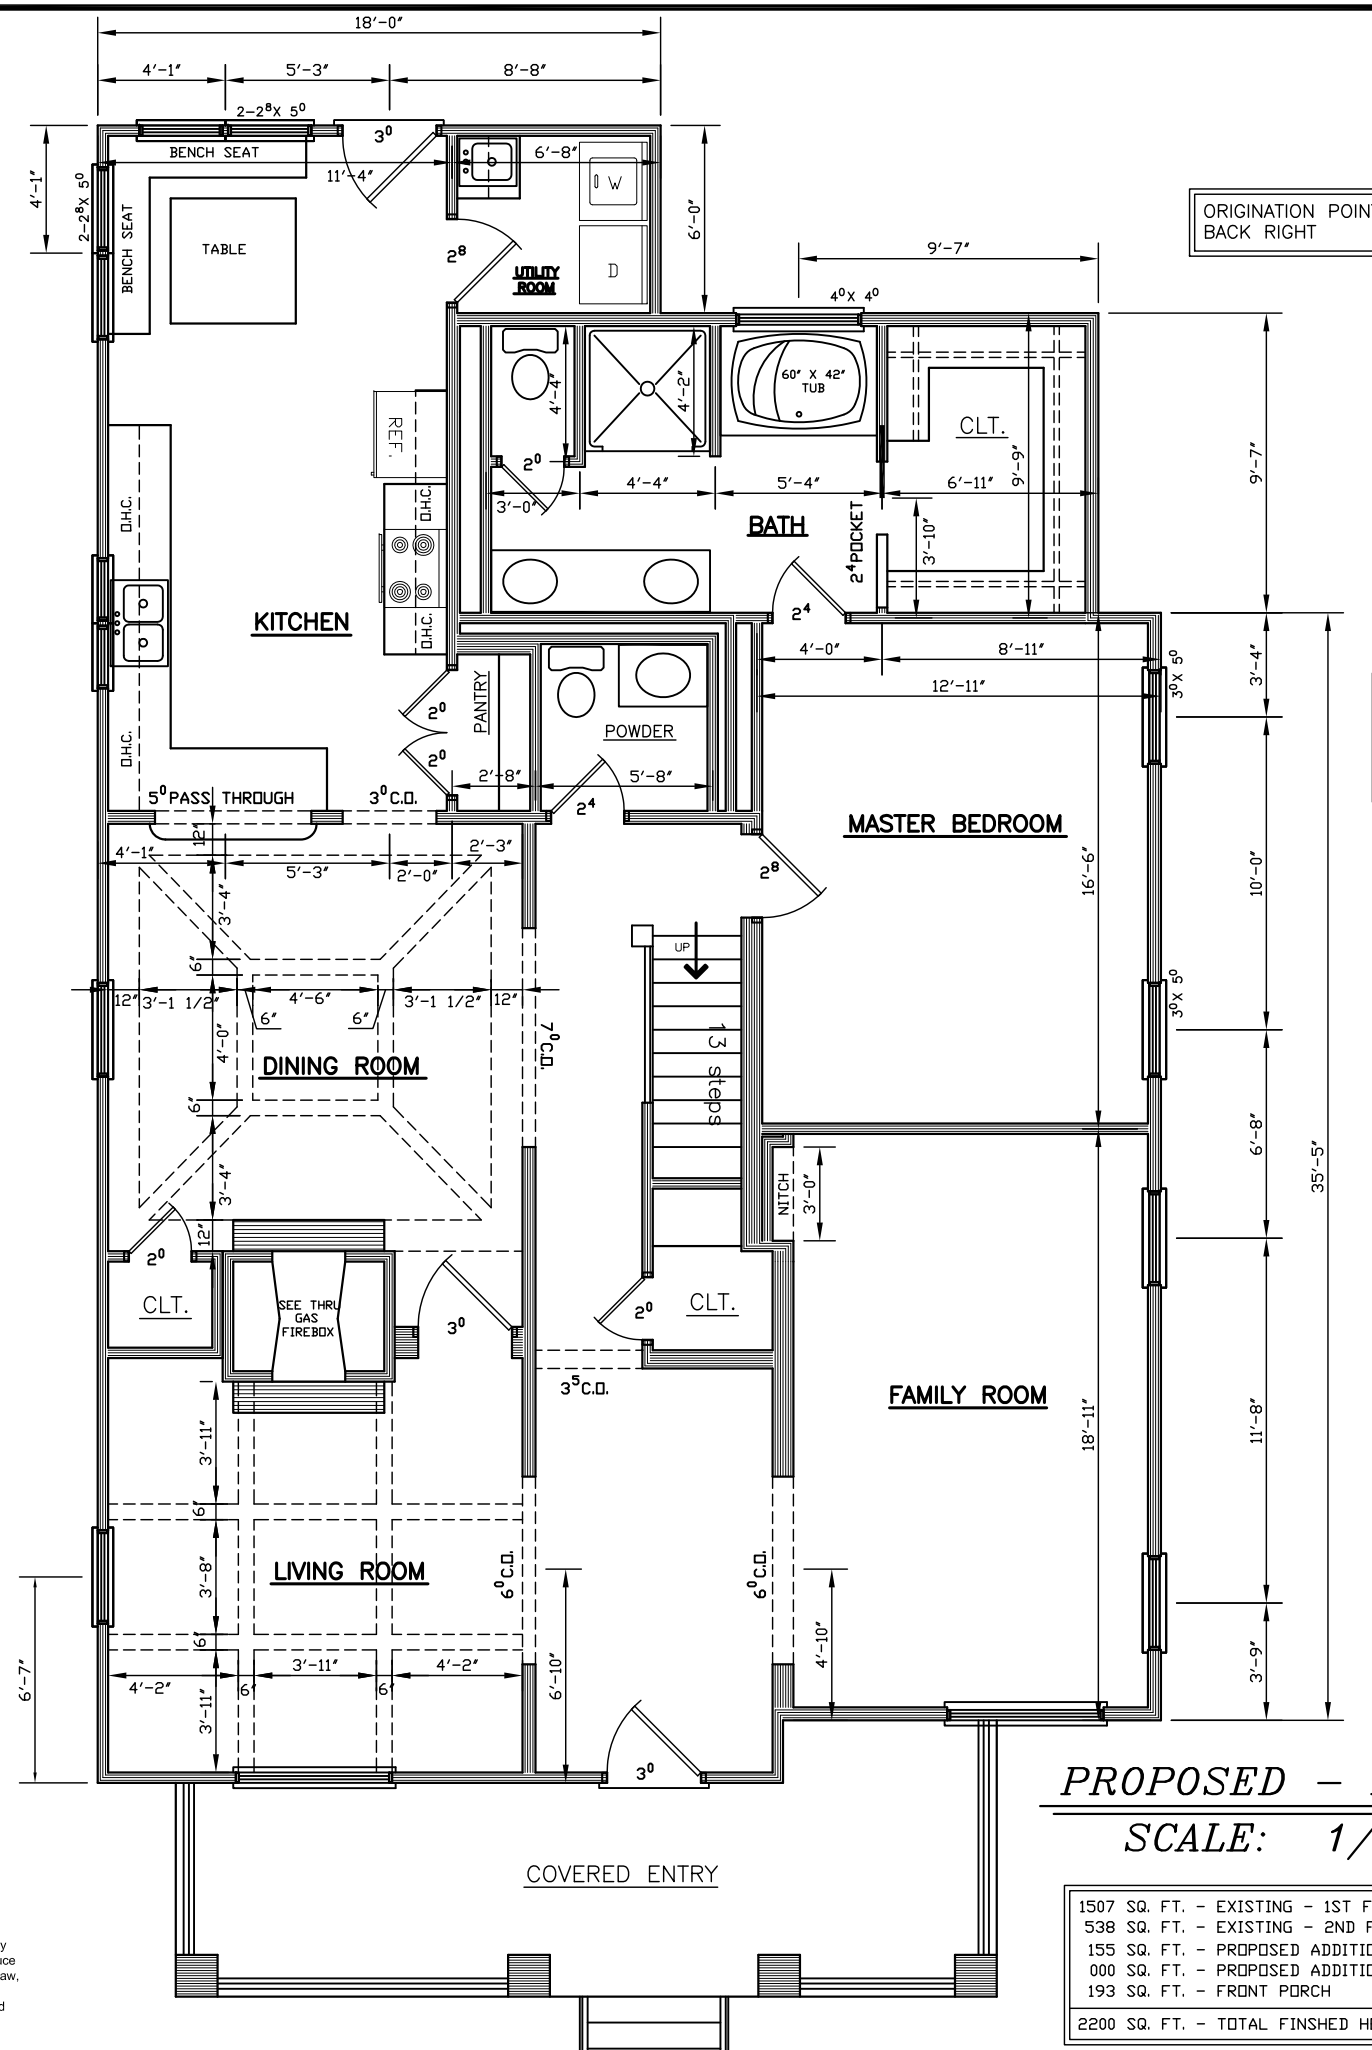 18'-0"
4'-1" 5'-3" 8'-8"
2-2⁸X 5⁰
3⁰
BENCH SEAT
11'-4"
6'-8"
W
4'-1"
2-2⁸X 5⁰
BENCH SEAT
TABLE
2⁸
UTILITY
ROOM
D
6'-0"
ORIGINATION POIN
BACK RIGHT
9'-7"
4⁰X 4⁰
4'-4"
4'-2"
60" X 42"
TUB
CLT.
9'-9"
9'-7"
REF.
2⁰
3'-0"
4'-4"
5'-4"
6'-11"
O.H.C.
O.H.C.
BATH
2⁴POCKET
3'-10"
KITCHEN
O.H.C.
2⁴
4'-0"
8'-11"
12'-11"
3⁰X 5⁰
3'-4"
35'-5"
PANTRY
2⁰
2⁰
POWDER
2'-8"
5'-8"
2⁴
O.H.C.
5⁰PASS THROUGH
3⁰C.O.
MASTER BEDROOM
12"
4'-1"
5'-3"
2'-0"
2'-3"
2⁸
16'-6"
10'-0"
3'-4"
UP
6"
12"
3'-1 1/2"
4'-6"
3'-1 1/2"
12"
6"
6"
3⁰X 5⁰
4'-0"
7⁰C.O.
13 steps
DINING ROOM
6"
6'-8"
3'-4"
NITCH
3'-0"
12"
2⁰
CLT.
SEE THRU
GAS
FIREBOX
3⁰
2⁰
CLT.
3⁵C.O.
FAMILY ROOM
18'-11"
11'-8"
3'-11"
6"
3'-8"
LIVING ROOM
6⁰C.O.
6⁰C.O.
6"
4'-2"
6"
3'-11"
6"
4'-2"
3'-11"
6'-7"
6'-10"
4'-10"
3'-9"
3⁰
PROPOSED -
SCALE: 1/
COVERED ENTRY
1507 SQ. FT. - EXISTING - 1ST F
538 SQ. FT. - EXISTING - 2ND F
155 SQ. FT. - PROPOSED ADDITIO
000 SQ. FT. - PROPOSED ADDITIO
193 SQ. FT. - FRONT PORCH
2200 SQ. FT. - TOTAL FINSHED HE
y
uce
aw,
d